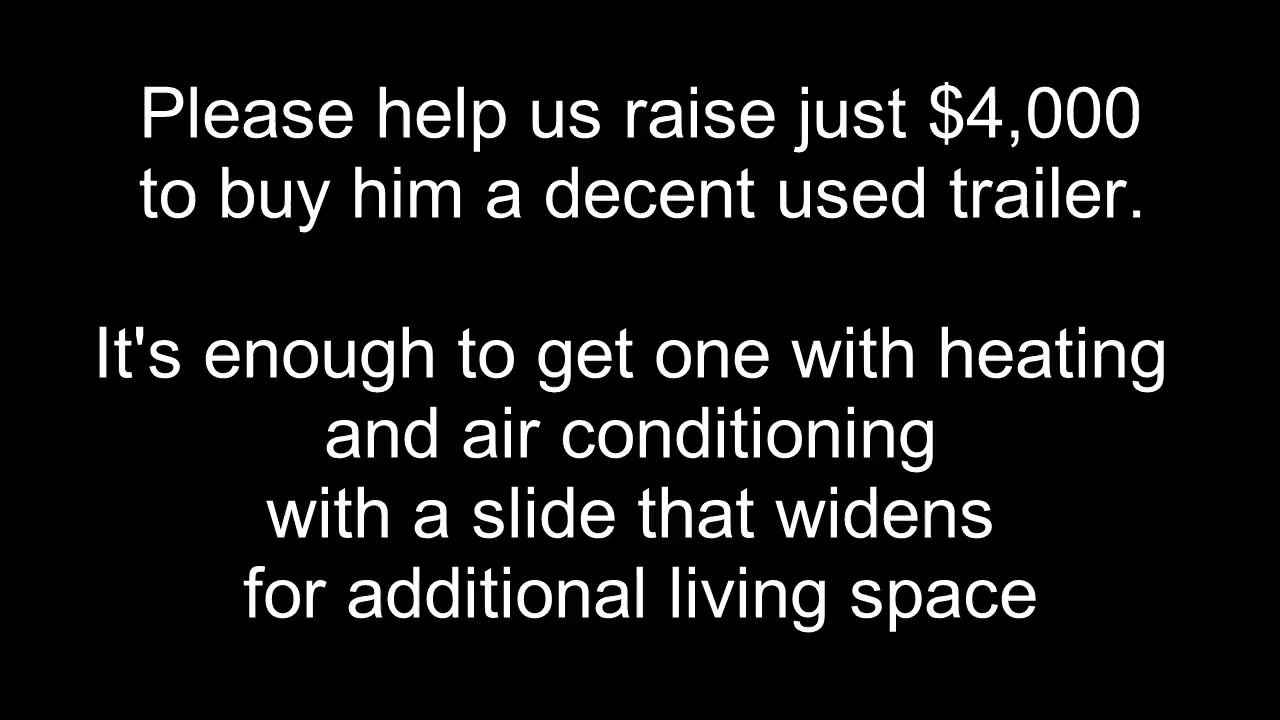 Please help us raise just $4,000
to buy him a decent used trailer.
It's enough to get one with heating
and air conditioning
with a slide that widens
for additional living space